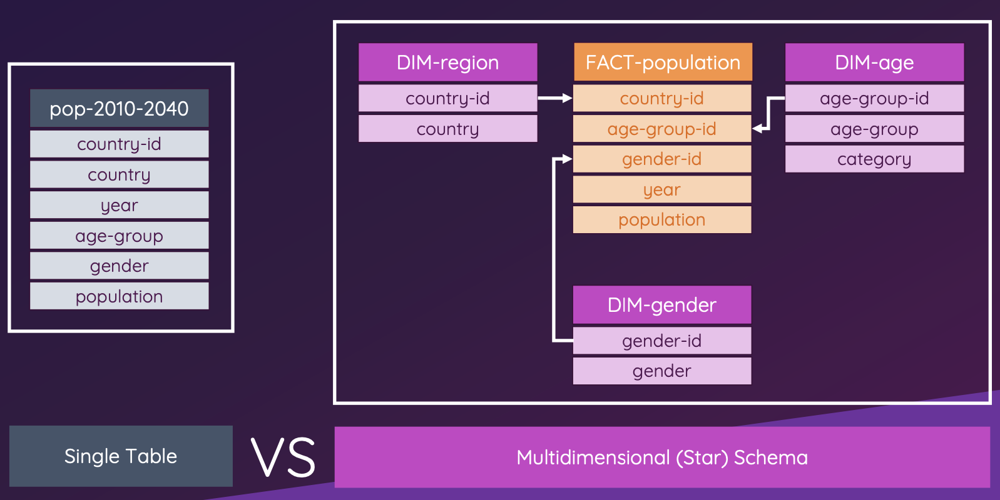 pop-2010-2040
country-id
country
year
age-group
gender
population
Single Table
VS
DIM-region
country-id
country
FACT-population
country-id
age-group-id
gender-id
year
population
DIM-age
age-group-id
age-group
category
DIM-gender
gender-id
gender
Multidimensional (Star) Schema